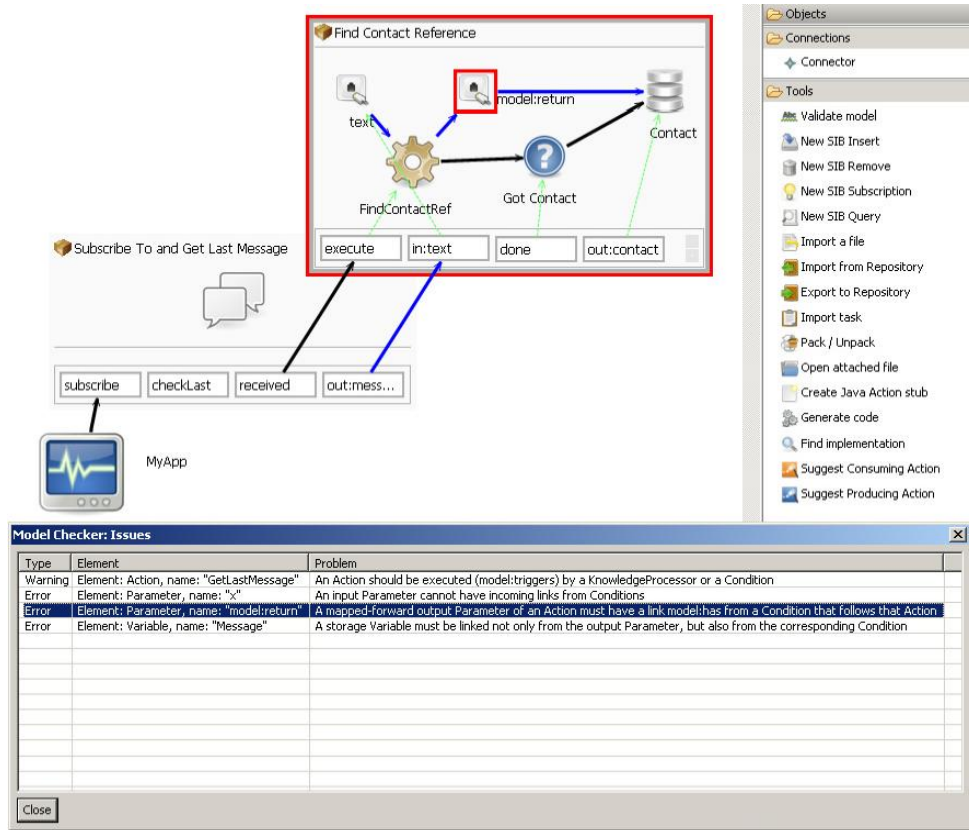 Find Contact Reference
model:return
text
Contact
FindContactRef
Got Contact
execute
in:text
done
out:contact
Subscribe To and Get Last Message
subscribe
checkLast
received
out:mess...
MyApp
Objects
Connections
Connector
Tools
Abc Validate model
New SIB Insert
New SIB Remove
New SIB Subscription
New SIB Query
Import a file
Import from Repository
Export to Repository
Import task
Pack / Unpack
Open attached file
Create Java Action stub
Generate code
Find implementation
Suggest Consuming Action
Suggest Producing Action
Model Checker: Issues
Type Element Problem
Warning Element: Action, name: "GetLastMessage" An Action should be executed (model:triggers) by a KnowledgeProcessor or a Condition
Error Element: Parameter, name: "x" An input Parameter cannot have incoming links from Conditions
Error Element: Parameter, name: "model:return" A mapped-forward output Parameter of an Action must have a link model:has from a Condition that follows that Action
Error Element: Variable, name: "Message" A storage Variable must be linked not only from the output Parameter, but also from the corresponding Condition
Close